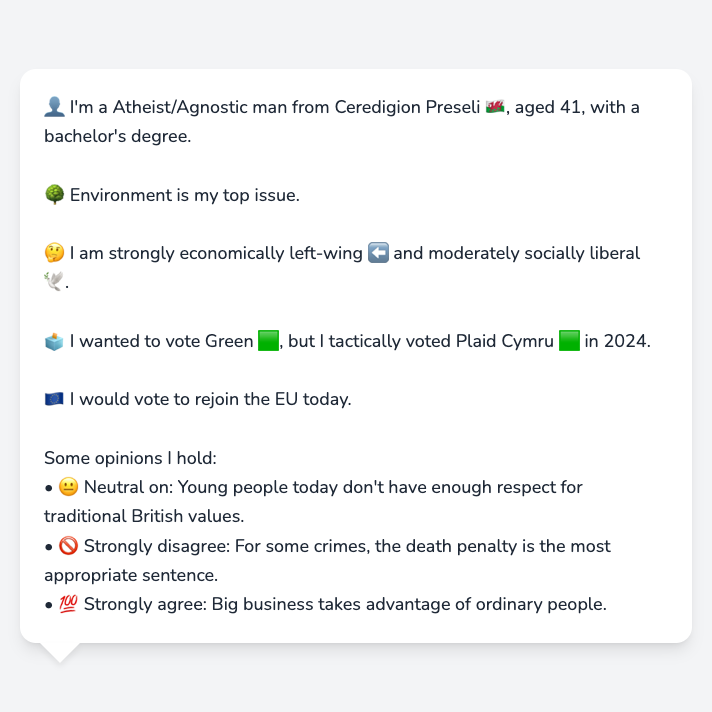 👤 I'm a Atheist/Agnostic man from Ceredigion Preseli 🏴󠁧󠁢󠁷󠁬󠁳󠁿, aged 41, with a
bachelor's degree.
🌳 Environment is my top issue.
🤔 I am strongly economically left-wing ⬅️ and moderately socially liberal
🕊️.
🗳️ I wanted to vote Green 🟩, but I tactically voted Plaid Cymru 🟩 in 2024.
🇪🇺 I would vote to rejoin the EU today.
Some opinions I hold:
• 😐 Neutral on: Young people today don't have enough respect for
traditional British values.
• 🚫 Strongly disagree: For some crimes, the death penalty is the most
appropriate sentence.
• 💯 Strongly agree: Big business takes advantage of ordinary people.